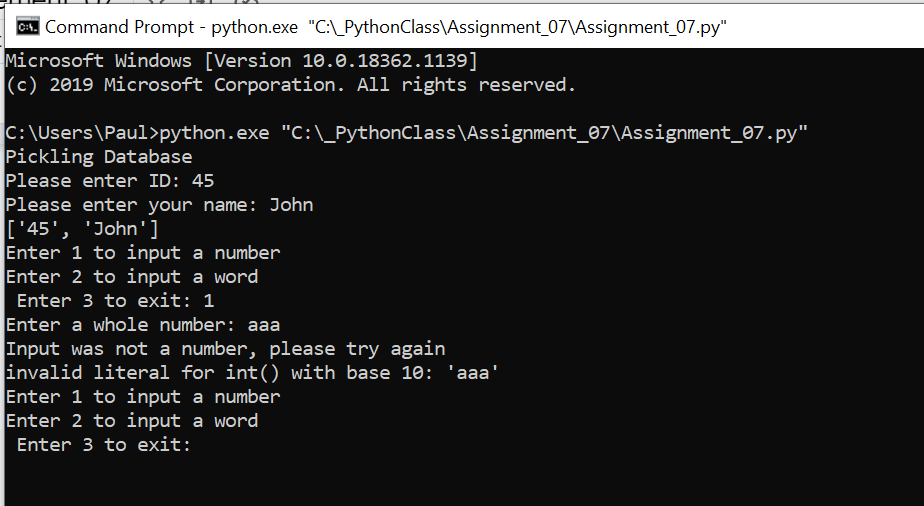 Command Prompt - python.exe "C:\_PythonClass\Assignment_07\Assignment_07.py"
Microsoft Windows [Version 10.0.18362.1139]
(c) 2019 Microsoft Corporation. All rights reserved.
C:\Users\Paul>python.exe "C:\_PythonClass\Assignment_07\Assignment_07.py"
Pickling Database
Please enter ID: 45
Please enter your name: John
['45', 'John']
Enter 1 to input a number
Enter 2 to input a word
 Enter 3 to exit: 1
Enter a whole number: aaa
Input was not a number, please try again
invalid literal for int() with base 10: 'aaa'
Enter 1 to input a number
Enter 2 to input a word
 Enter 3 to exit: